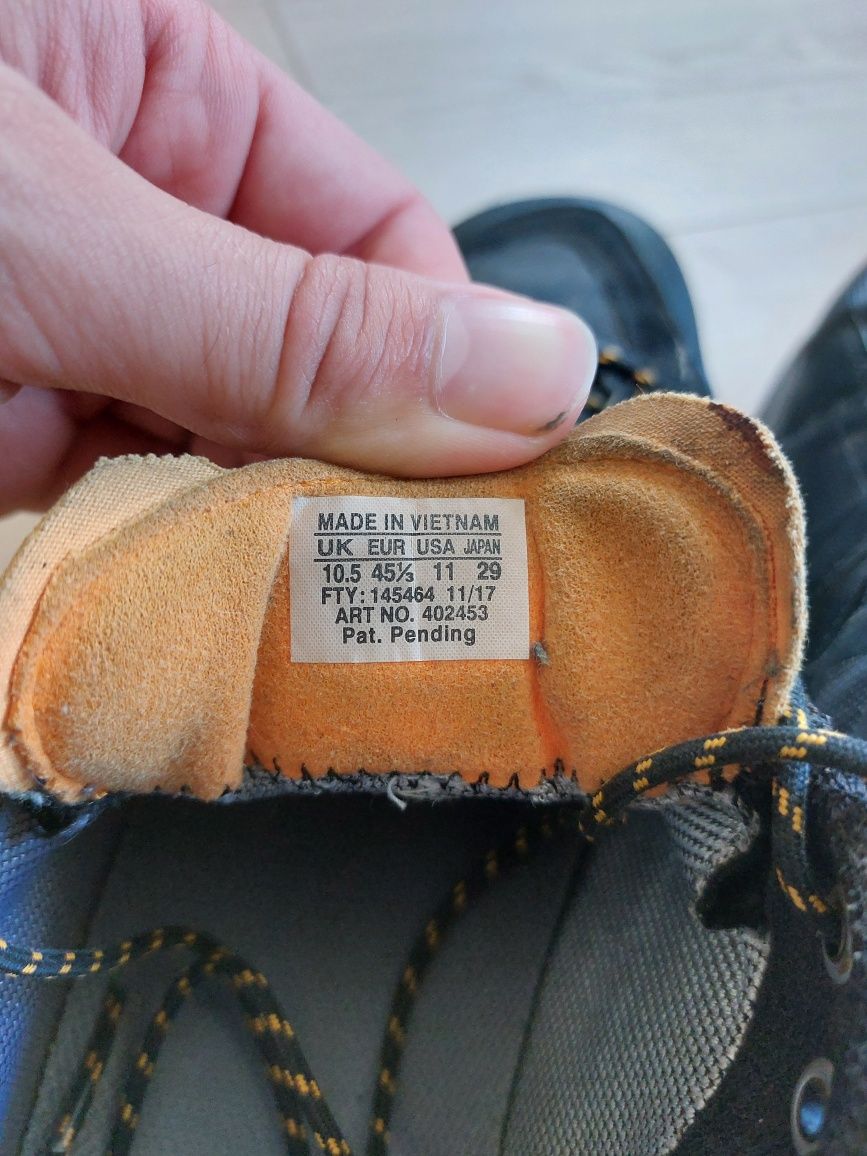 MADE IN VIETNAM
UK EUR USA JAPAN
10.5 45⅓ 11 29
FTY: 145464 11/17
ART NO. 402453
Pat. Pending